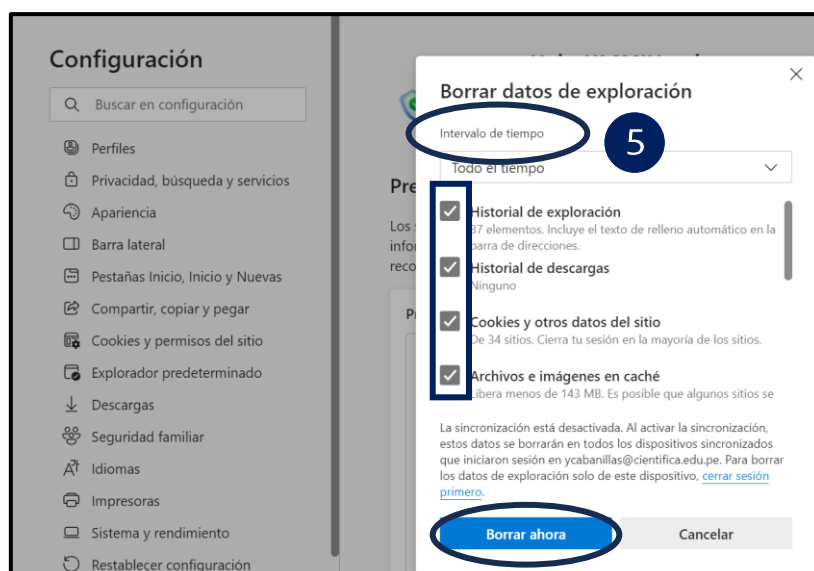 Configuración
Buscar en configuración
Perfiles
Privacidad, búsqueda y servicios
Apariencia
Barra lateral
Pestañas Inicio, Inicio y Nuevas
Compartir, copiar y pegar
Cookies y permisos del sitio
Explorador predeterminado
Descargas
Seguridad familiar
Idiomas
Impresoras
Sistema y rendimiento
Restablecer configuración
Pre
Los
infor
reco
Borrar datos de exploración
Intervalo de tiempo
5
Todo el tiempo
Historial de exploración
37 elementos. Incluye el texto de relleno automático en la
barra de direcciones.
Historial de descargas
Ninguno
Cookies y otros datos del sitio
De 34 sitios. Cierra tu sesión en la mayoría de los sitios.
Archivos e imágenes en caché
Libera menos de 143 MB. Es posible que algunos sitios se
La sincronización está desactivada. Al activar la sincronización,
estos datos se borrarán en todos los dispositivos sincronizados
que iniciaron sesión en ycabanillas@cientifica.edu.pe. Para borrar
los datos de exploración solo de este dispositivo, cerrar sesión
primero.
Borrar ahora
Cancelar